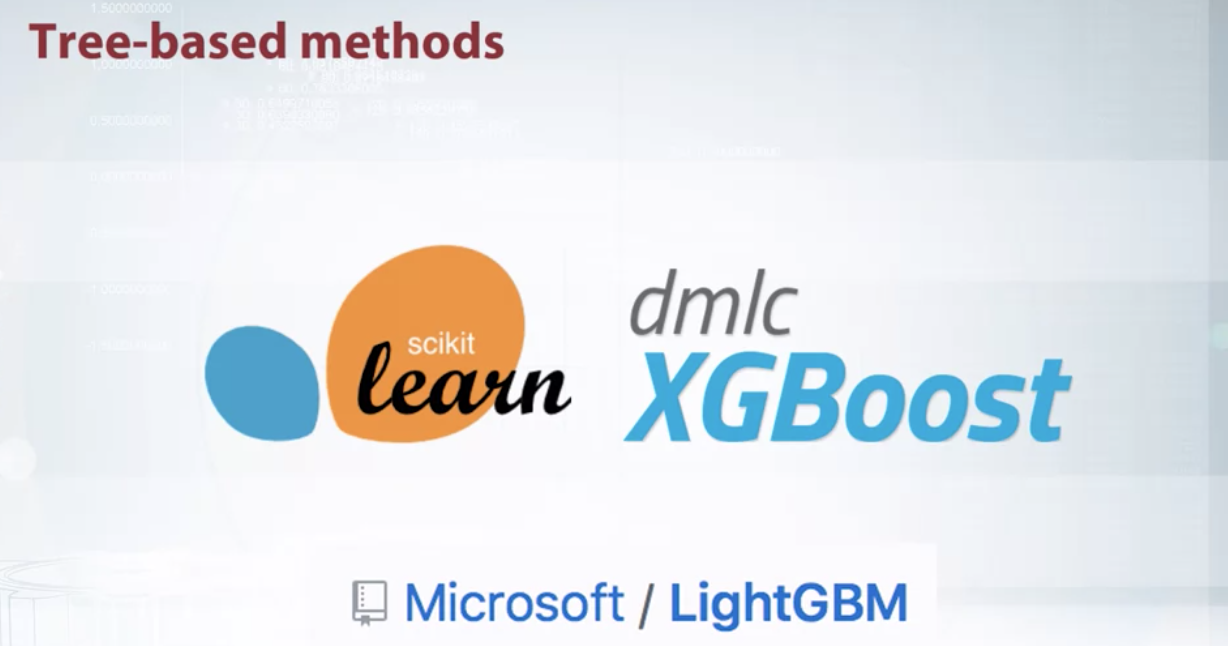 Tree-based methods
scikit
learn
dmlc
XGBoost
Microsoft / LightGBM